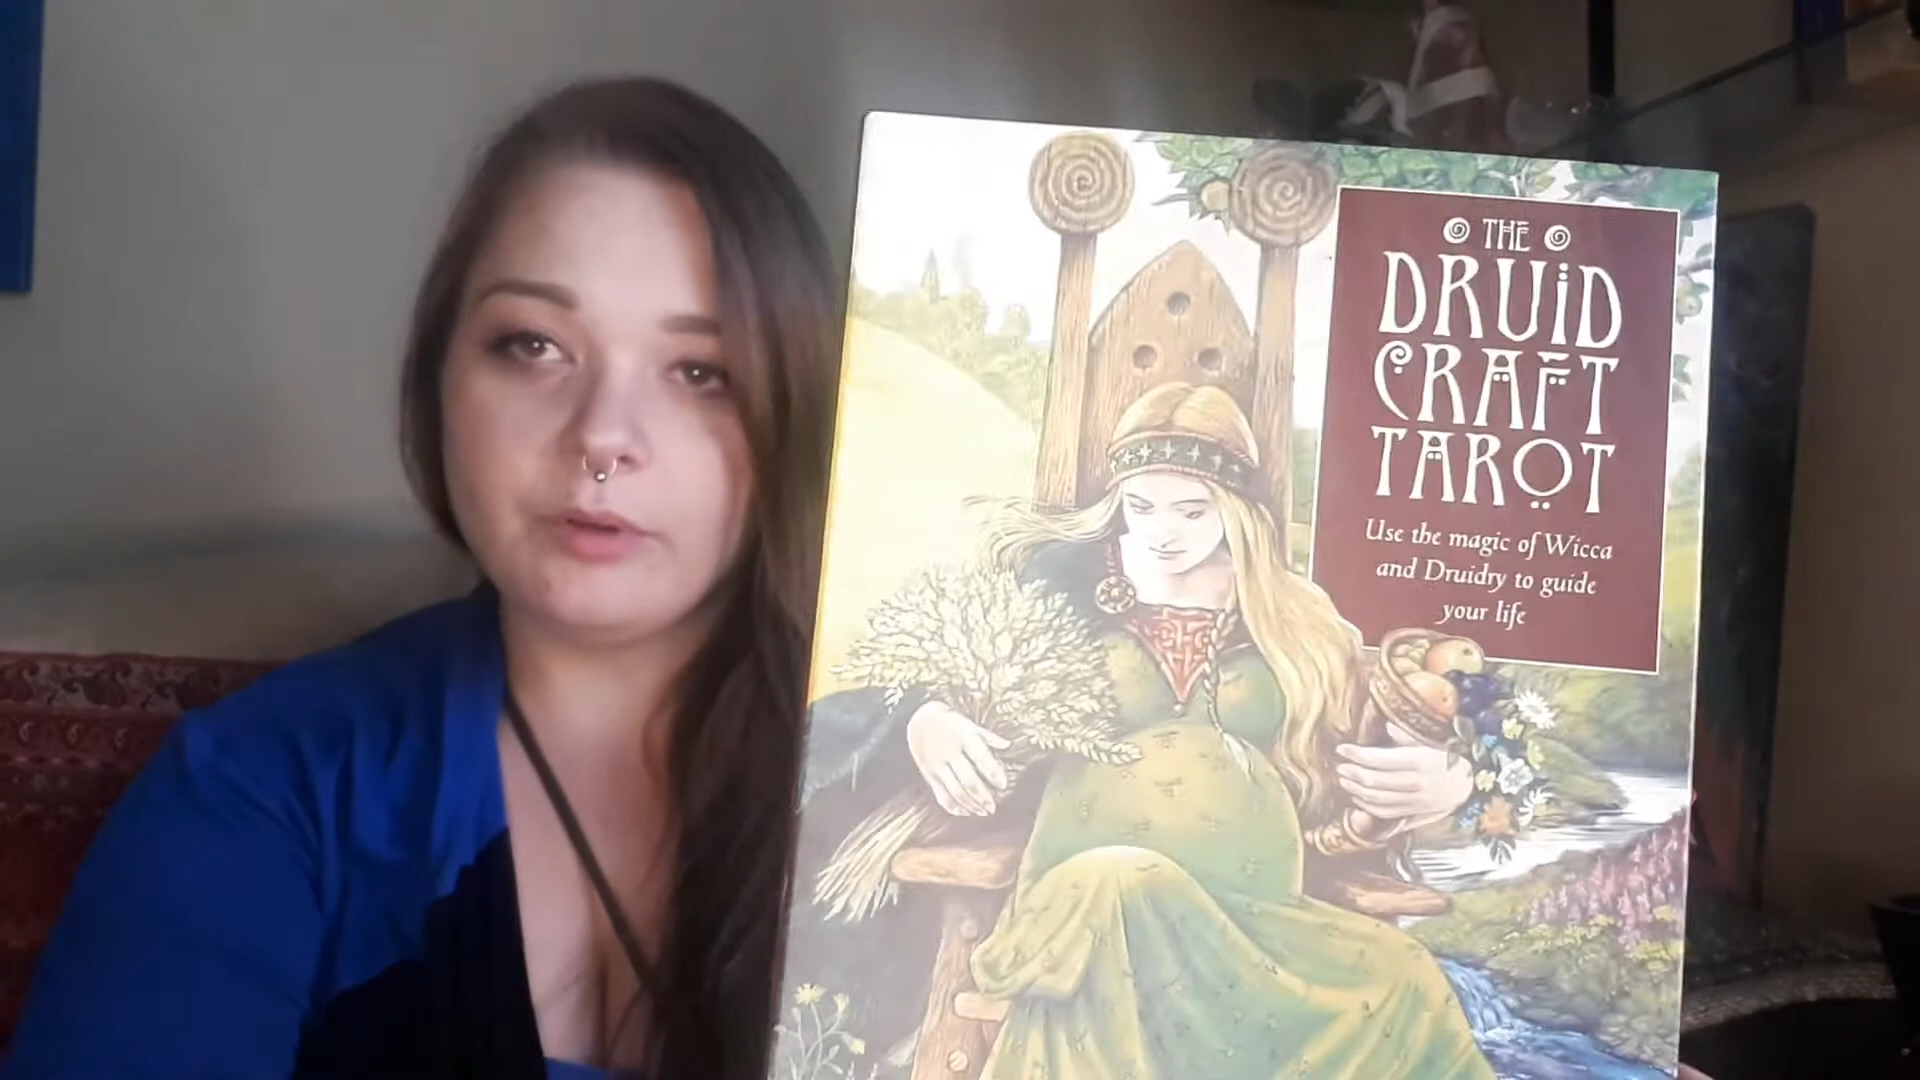 THE
DRUID
CRAFT
TAROT
Use the magic of Wicca
and Druidry to guide
your life